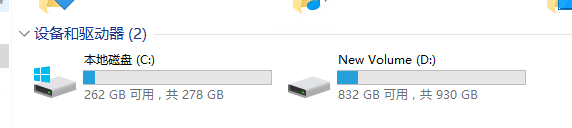 设备和驱动器 (2)
本地磁盘 (C:)
262 GB 可用，共 278 GB
New Volume (D:)
832 GB 可用，共 930 GB